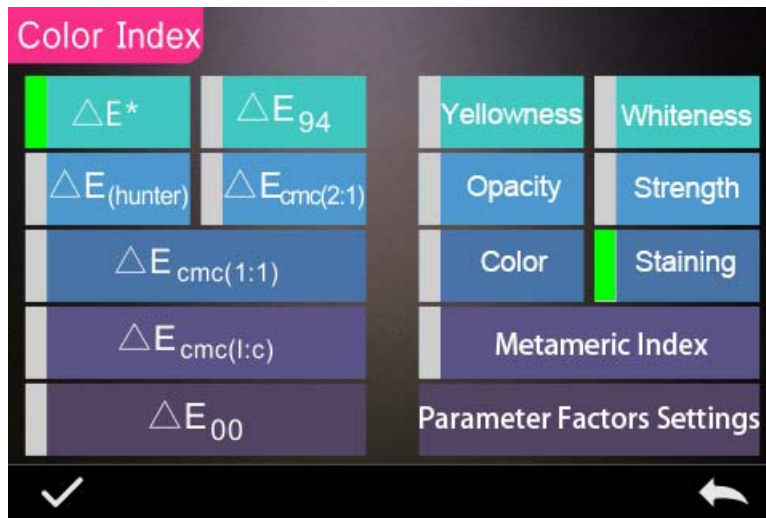 Color Index
△E*
△E94
Yellowness
Whiteness
△E(hunter)
△Ecmc(2:1)
Opacity
Strength
△Ecmc(1:1)
Color
Staining
△Ecmc(l:c)
Metameric Index
△E00
Parameter Factors Settings